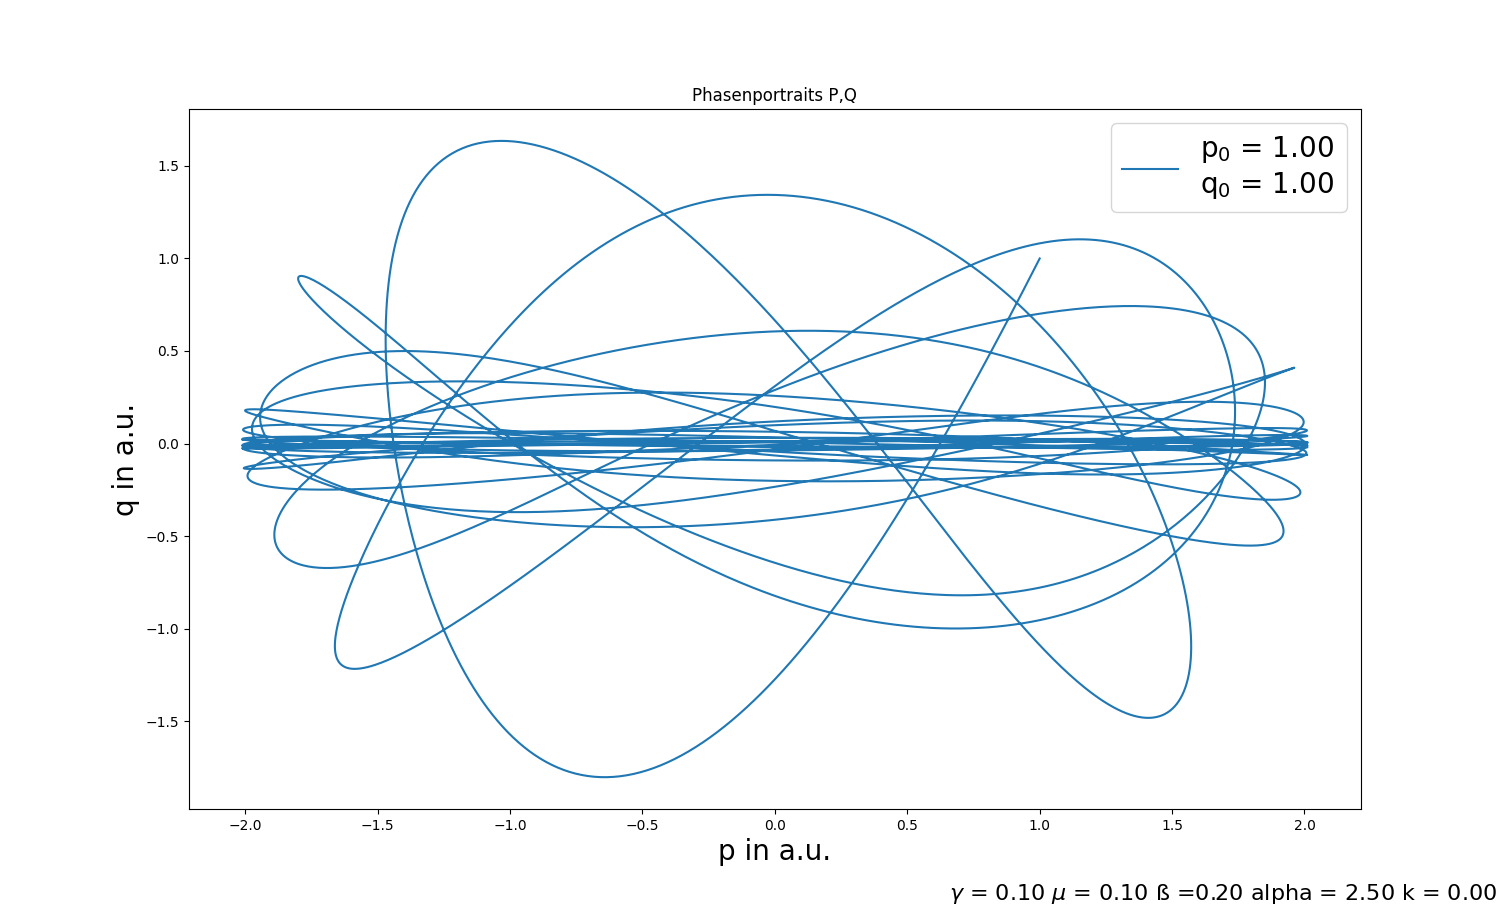 Phasenportraits P,Q
p₀ = 1.00
q₀ = 1.00
1.5
1.0
0.5
0.0
−0.5
−1.0
−1.5
q in a.u.
−2.0 −1.5 −1.0 −0.5 0.0 0.5 1.0 1.5 2.0
p in a.u.
γ = 0.10 μ = 0.10 ß =0.20 alpha = 2.50 k = 0.00